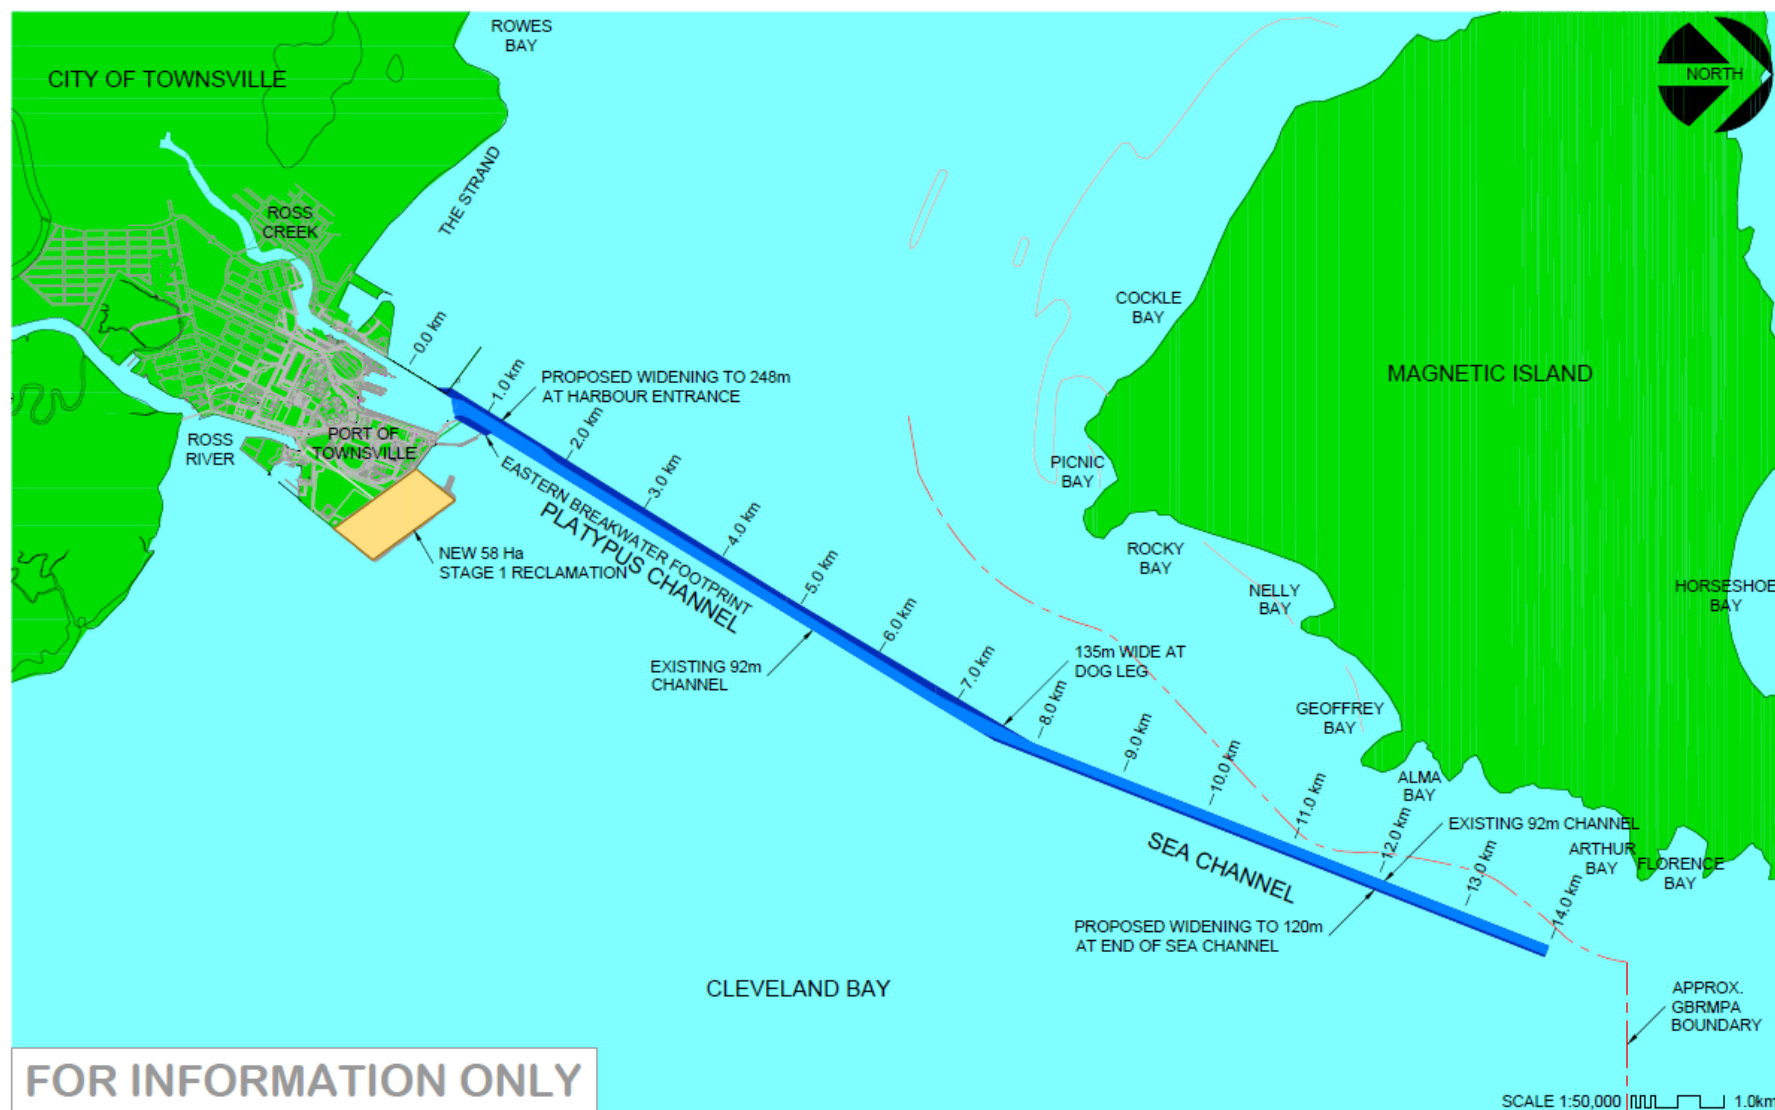 ROWES
BAY
CITY OF TOWNSVILLE
NORTH
THE STRAND
ROSS
CREEK
COCKLE
BAY
MAGNETIC ISLAND
0.0 km
1.0 km
PROPOSED WIDENING TO 248m
AT HARBOUR ENTRANCE
2.0 km
ROSS
RIVER
PORT OF
TOWNSVILLE
3.0 km
PICNIC
BAY
EASTERN BREAKWATER FOOTPRINT
PLATYPUS CHANNEL
4.0 km
NEW 58 Ha
STAGE 1 RECLAMATION
5.0 km
ROCKY
BAY
NELLY
BAY
HORSESHOE
BAY
6.0 km
EXISTING 92m
CHANNEL
7.0 km
135m WIDE AT
DOG LEG
8.0 km
GEOFFREY
BAY
9.0 km
10.0 km
ALMA
BAY
11.0 km
12.0 km
EXISTING 92m CHANNEL
ARTHUR
BAY
FLORENCE
BAY
SEA CHANNEL
13.0 km
14.0 km
PROPOSED WIDENING TO 120m
AT END OF SEA CHANNEL
CLEVELAND BAY
APPROX.
GBRMPA
BOUNDARY
FOR INFORMATION ONLY
SCALE 1:50,000
1.0km